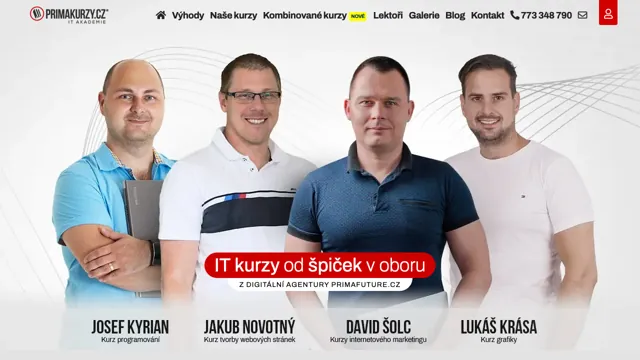 PRIMAKURZY.CZ
IT AKADEMIE
Výhody Naše kurzy Kombinované kurzy NOVÉ Lektoři Galerie Blog Kontakt 773 348 790
IT kurzy od špiček v oboru
Z DIGITÁLNÍ AGENTURY PRIMAFUTURE.CZ
JOSEF KYRIAN JAKUB NOVOTNÝ DAVID ŠOLC LUKÁŠ KRÁSA
Kurz programování Kurz tvorby webových stránek Kurzy internetového marketingu Kurz grafiky